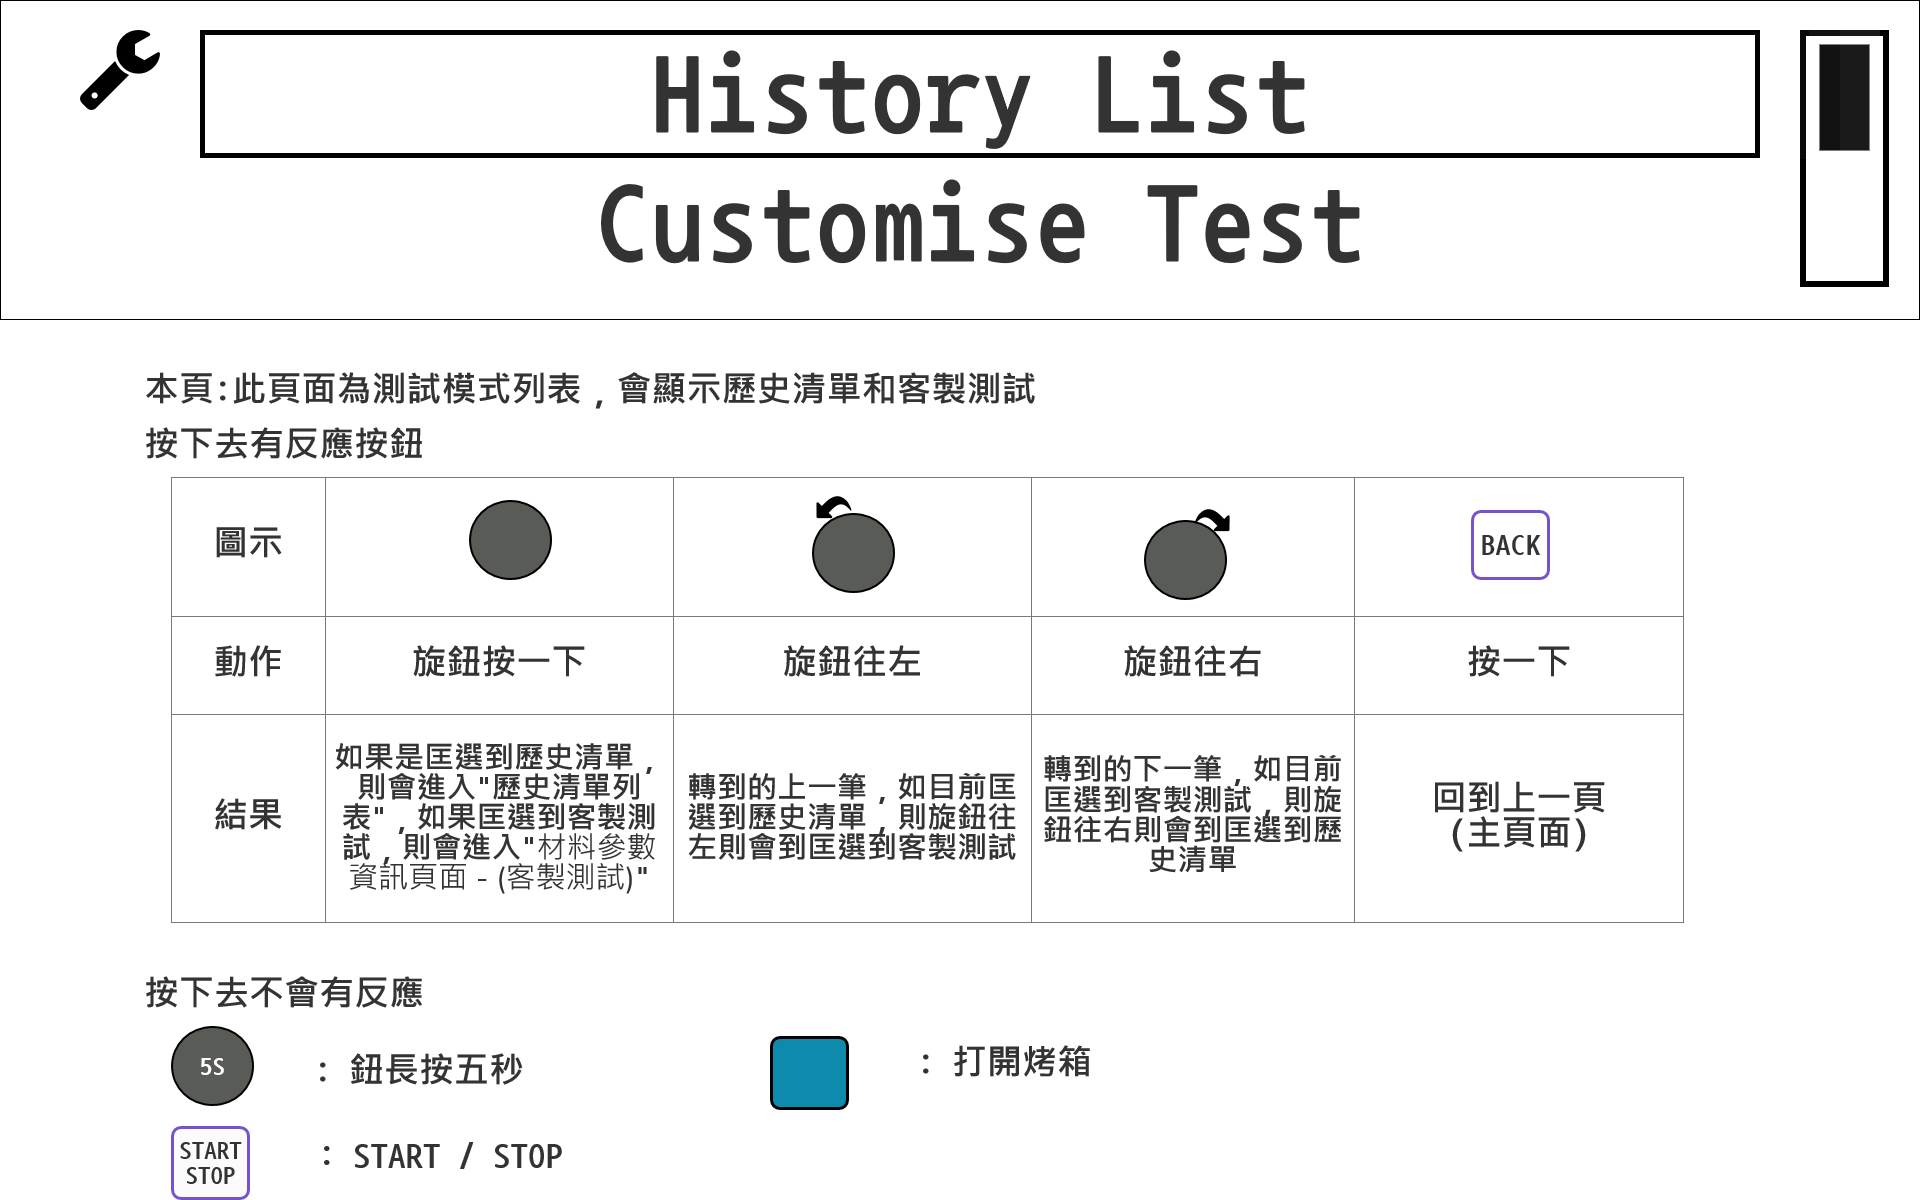 History List
Customise Test
本頁:此頁面為測試模式列表,會顯示歷史清單和客製測試
按下去有反應按鈕
圖示
BACK
動作
旋鈕按一下
旋鈕往左
旋鈕往右
按一下
結果
如果是匡選到歷史清單,
則會進入"歷史清單列
表",如果匡選到客製測
試,則會進入"材料參數
資訊頁面 - (客製測試)"
轉到的上一筆,如目前匡
選到歷史清單,則旋鈕往
左則會到匡選到客製測試
轉到的下一筆,如目前
匡選到客製測試,則旋
鈕往右則會到匡選到歷
史清單
回到上一頁
(主頁面)
按下去不會有反應
5S
: 鈕長按五秒
: 打開烤箱
START
STOP
: START / STOP